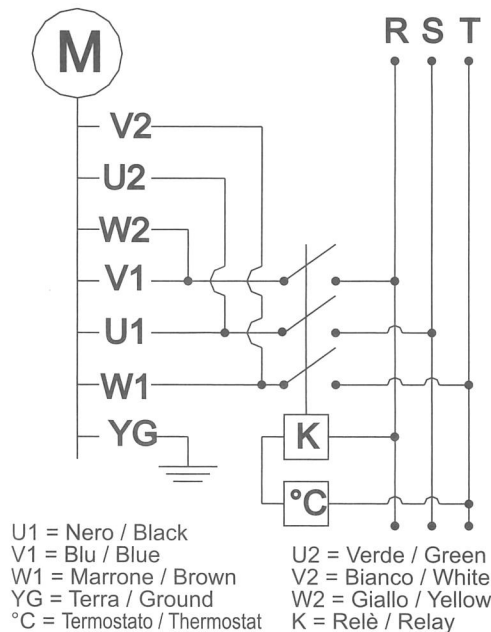 M
R S T
V2
U2
W2
V1
U1
W1
YG
K
°C
U1 = Nero / Black
V1 = Blu / Blue
W1 = Marrone / Brown
YG = Terra / Ground
°C = Termostato / Thermostat
U2 = Verde / Green
V2 = Bianco / White
W2 = Giallo / Yellow
K = Relè / Relay